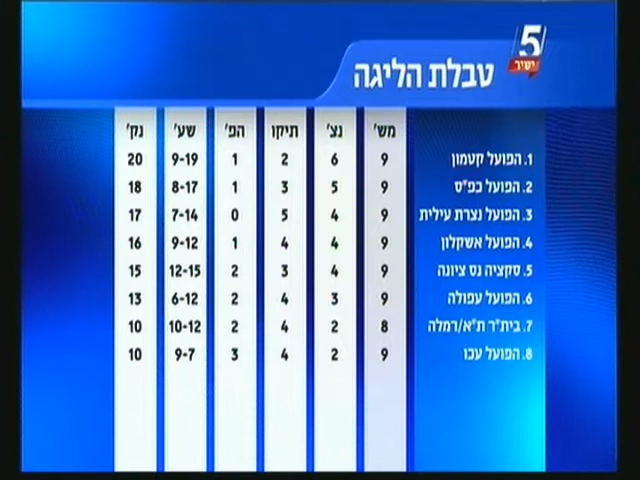 5
ישיר
טבלת הליגה
מש' נצ' תיקו הפ' שע' נק'
1. הפועל קטמון 9 6 2 1 9-19 20
2. הפועל כפ"ס 9 5 3 1 8-17 18
3. הפועל נצרת עילית 9 4 5 0 7-14 17
4. הפועל אשקלון 9 4 4 1 9-12 16
5. סקציה נס ציונה 9 4 3 2 12-15 15
6. הפועל עפולה 9 3 4 2 6-12 13
7. בית"ר ת"א/רמלה 8 2 4 2 10-12 10
8. הפועל עכו 9 2 4 3 9-7 10